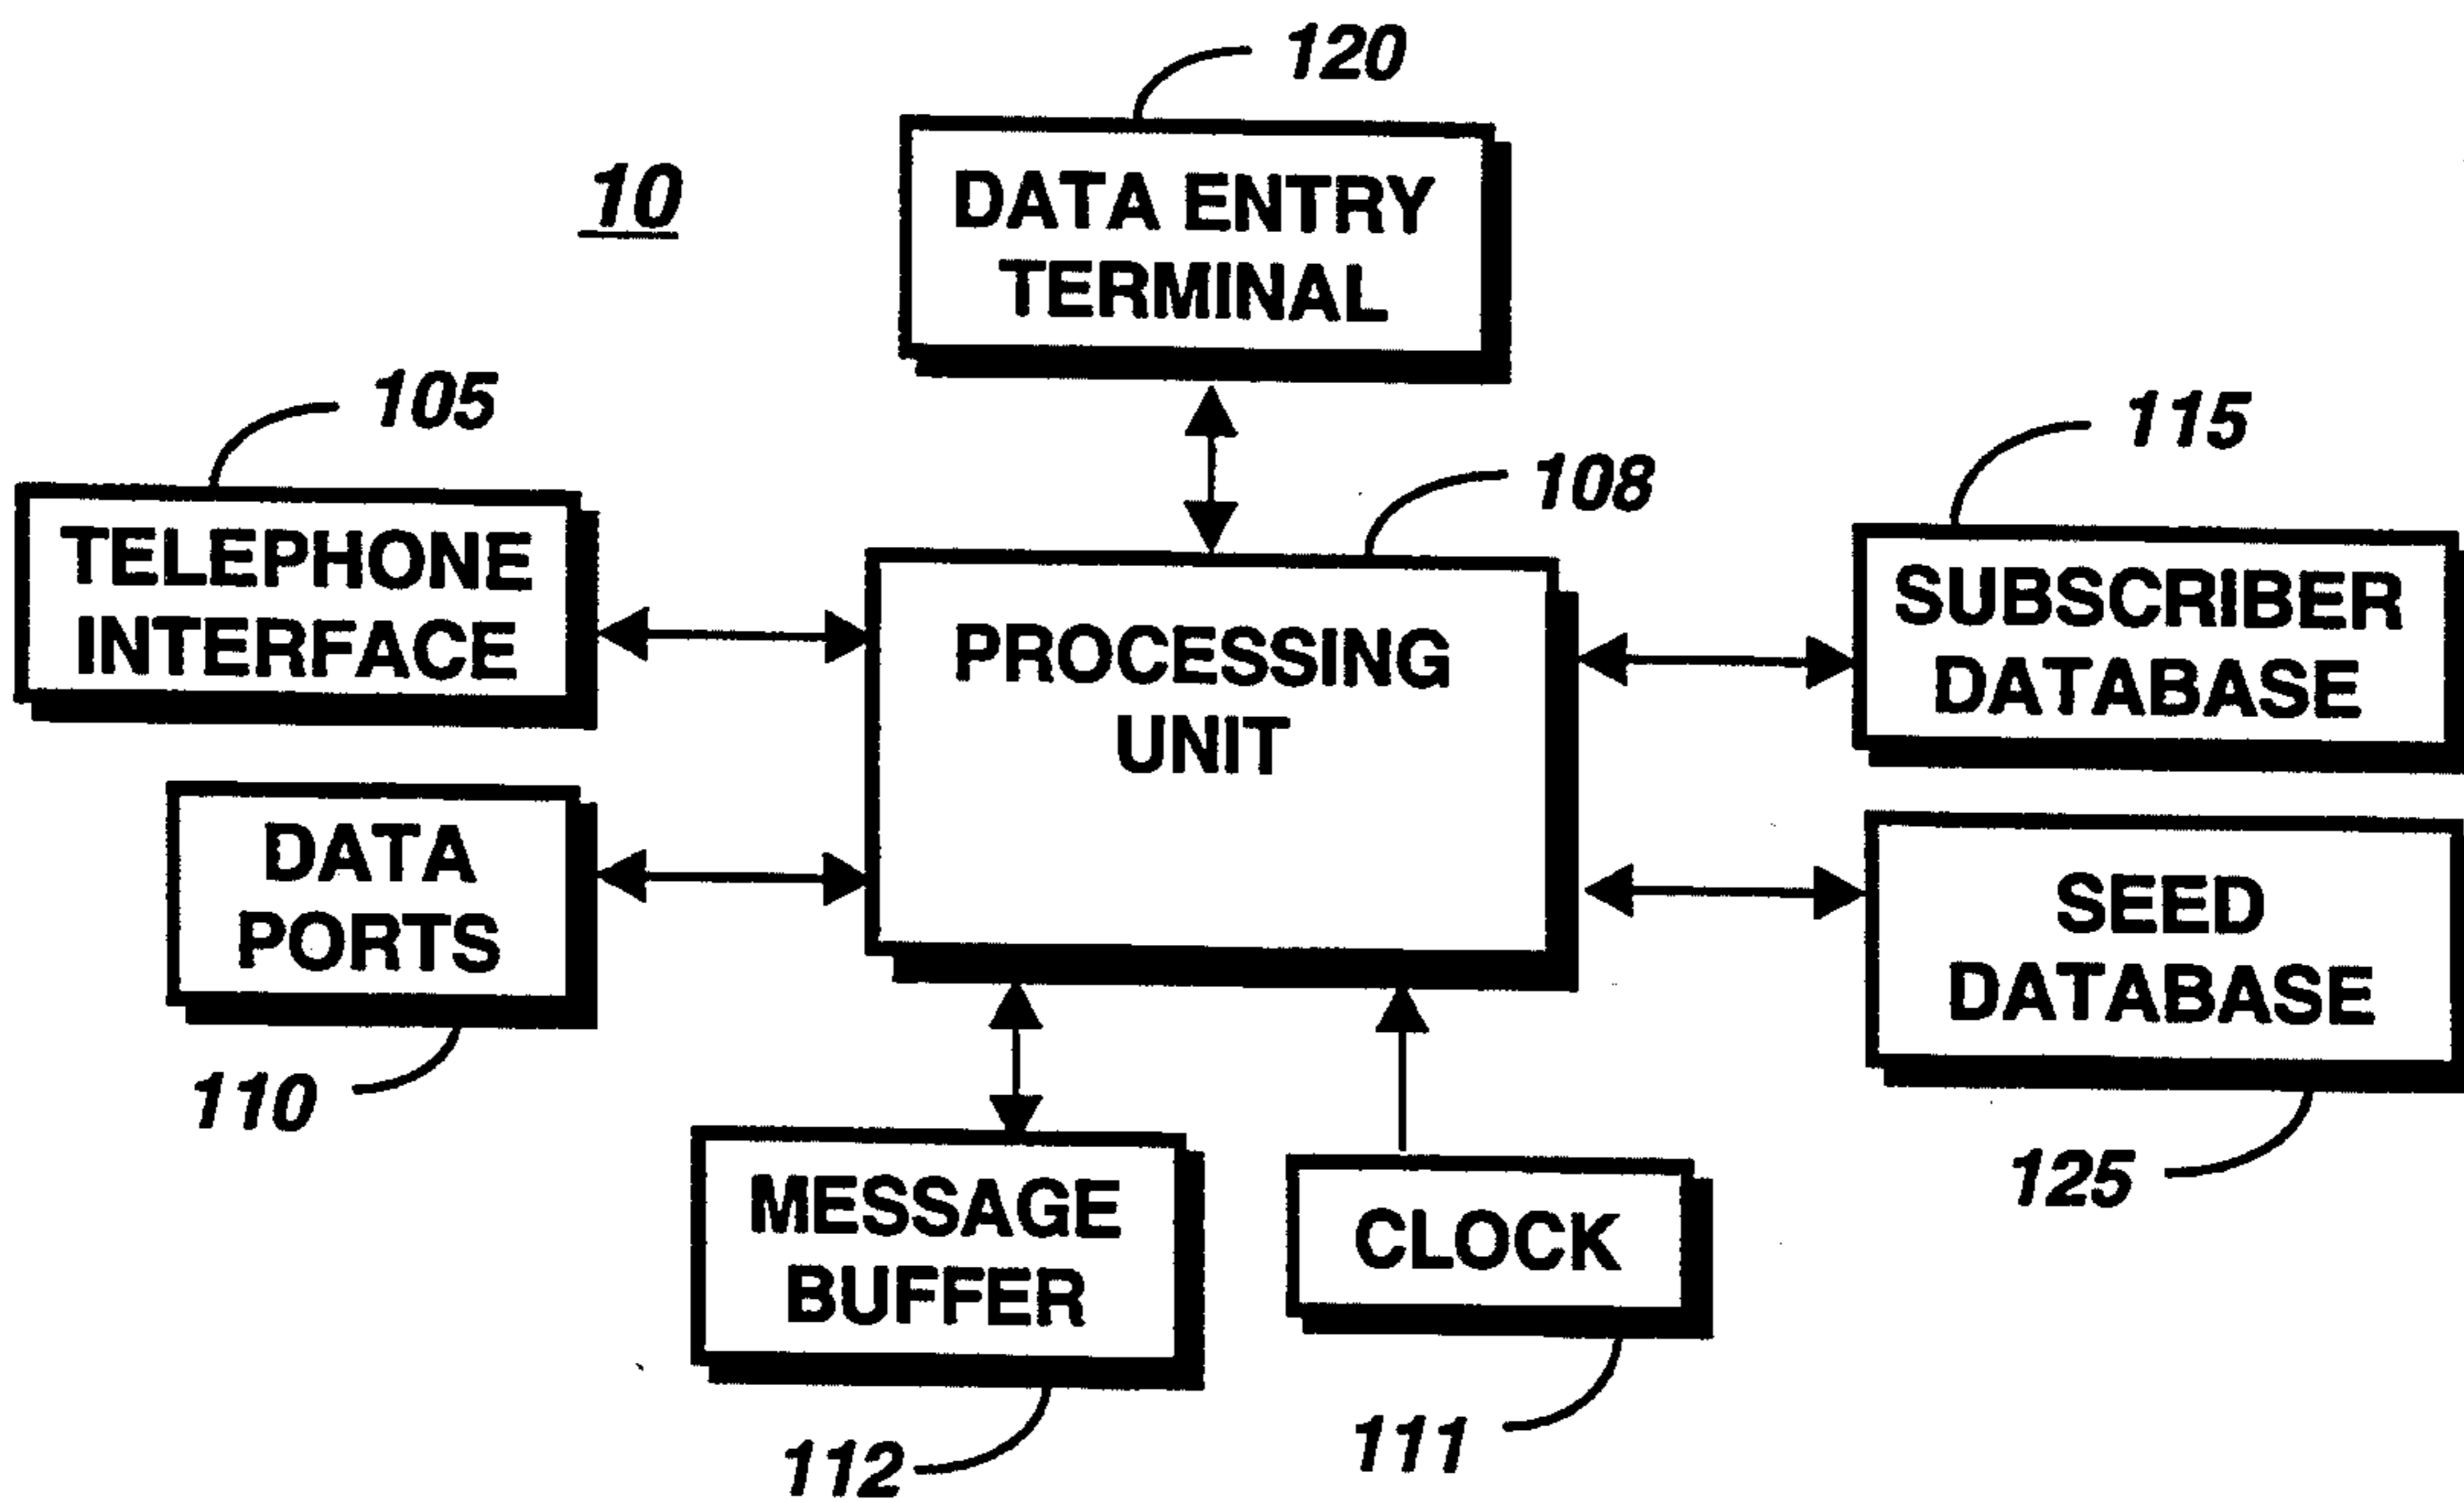 120
10
DATA ENTRY
TERMINAL
105
115
108
TELEPHONE
INTERFACE
PROCESSING
UNIT
SUBSCRIBER
DATABASE
DATA
PORTS
SEED
DATABASE
110
MESSAGE
BUFFER
CLOCK
125
112
111